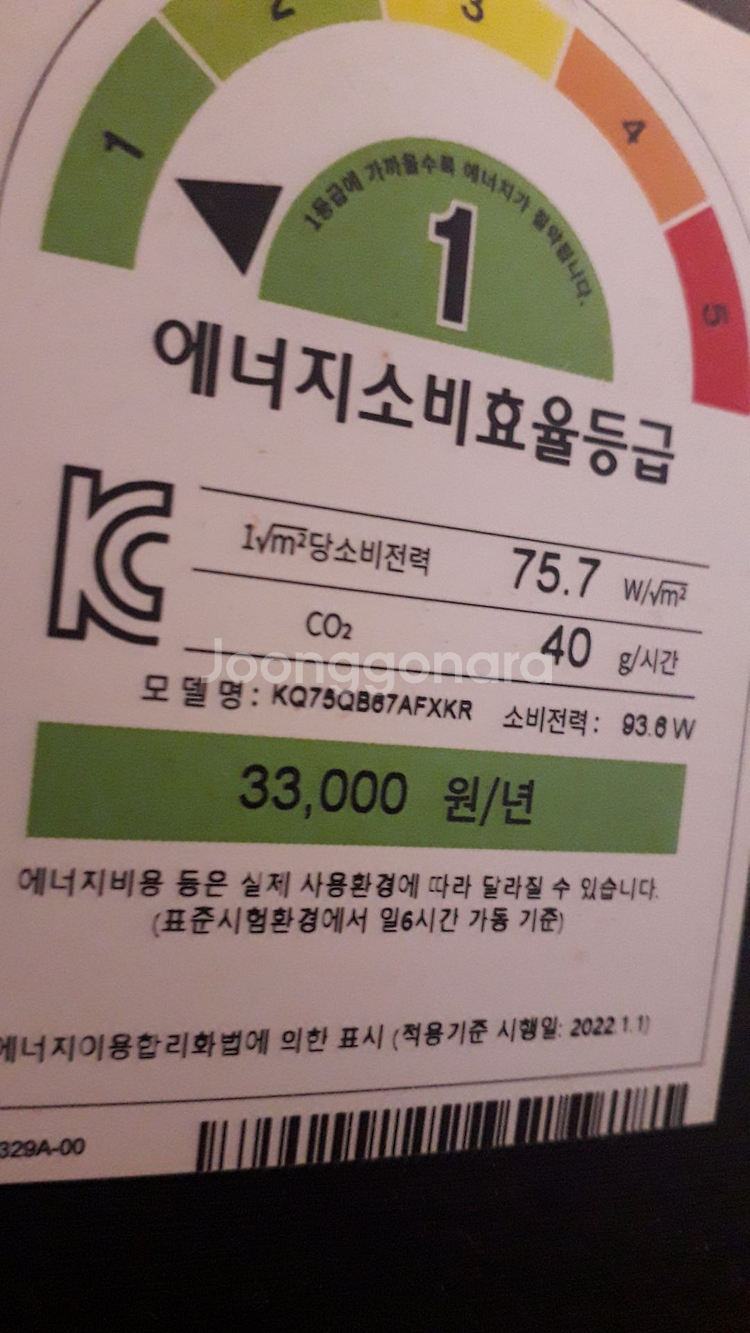 2
3
1
4
5
1등급에 가까울수록 에너지가 절약됩니다.
1
에너지소비효율등급
1√m²당소비전력 75.7 W/√m²
CO₂ 40 g/시간
Joonggonara
모 델 명 : KQ75QB67AFXKR 소비전력 : 93.6 W
33,000 원/년
에너지비용 등은 실제 사용환경에 따라 달라질 수 있습니다.
(표준시험환경에서 일6시간 가동 기준)
에너지이용합리화법에 의한 표시 (적용기준 시행일: 2022.1.1)
329A-00